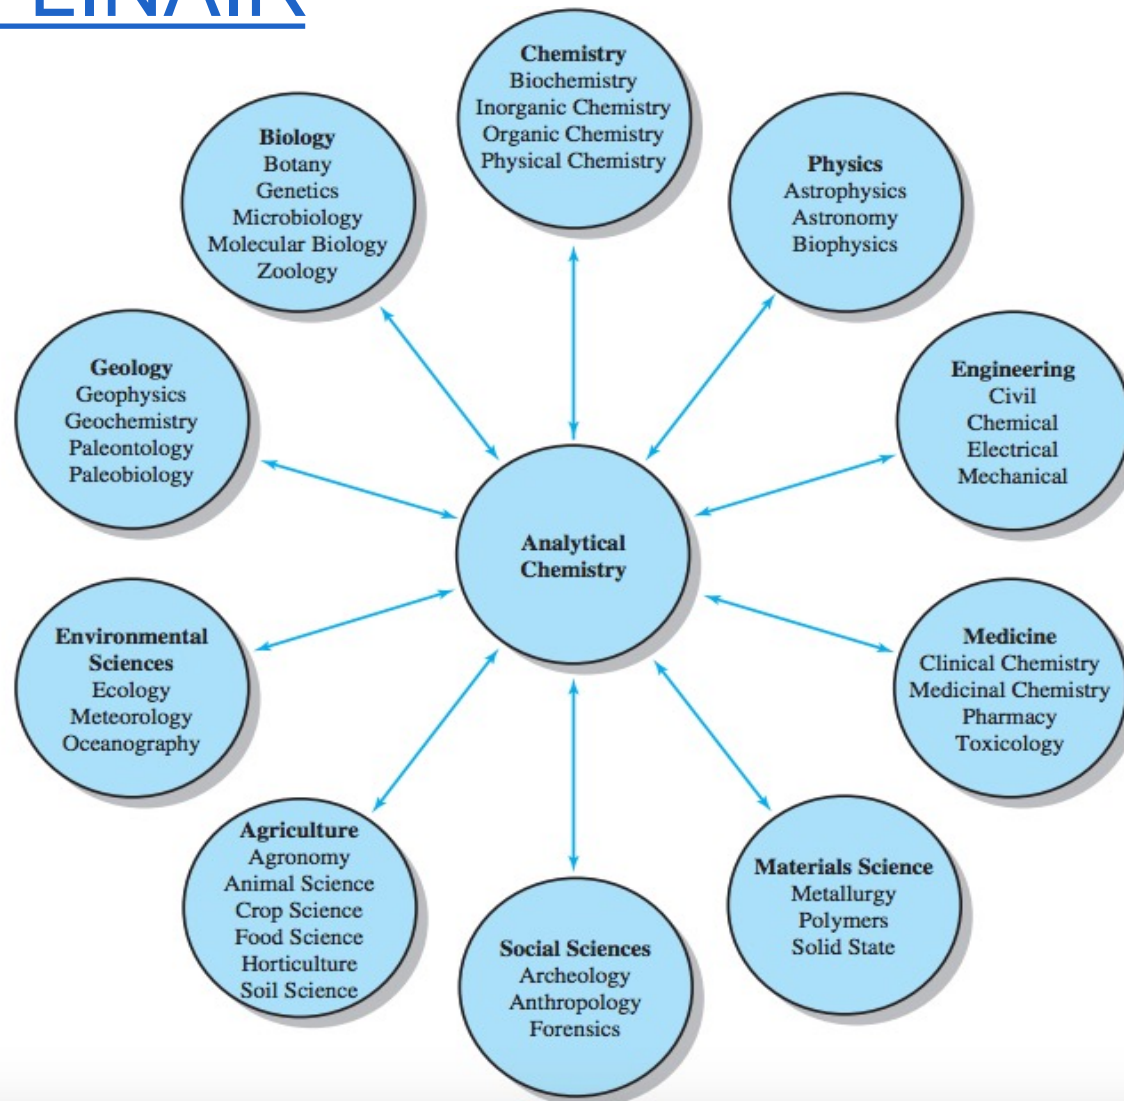 LINAIR
Chemistry
Biochemistry
Inorganic Chemistry
Organic Chemistry
Physical Chemistry
Biology
Botany
Genetics
Microbiology
Molecular Biology
Zoology
Physics
Astrophysics
Astronomy
Biophysics
Geology
Geophysics
Geochemistry
Paleontology
Paleobiology
Engineering
Civil
Chemical
Electrical
Mechanical
Analytical
Chemistry
Environmental
Sciences
Ecology
Meteorology
Oceanography
Medicine
Clinical Chemistry
Medicinal Chemistry
Pharmacy
Toxicology
Agriculture
Agronomy
Animal Science
Crop Science
Food Science
Horticulture
Soil Science
Social Sciences
Archeology
Anthropology
Forensics
Materials Science
Metallurgy
Polymers
Solid State